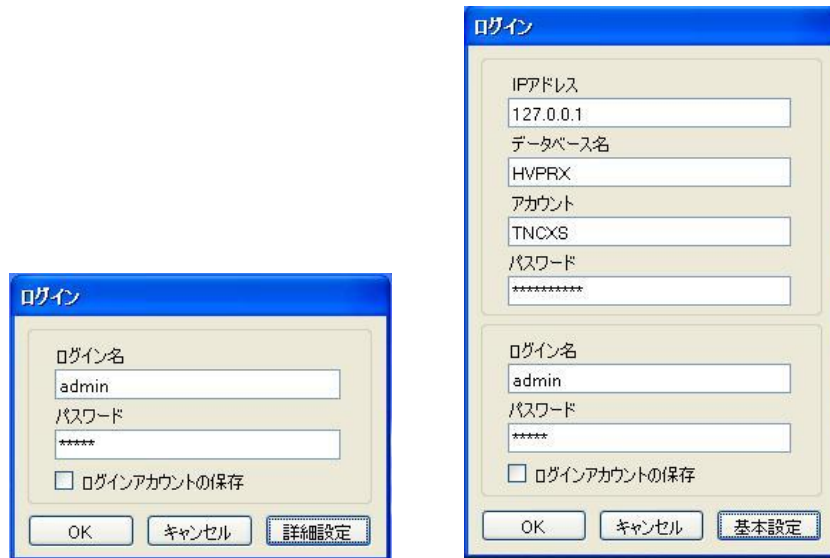 ログイン
ログイン名
admin
パスワード
*****
ログインアカウントの保存
OK キャンセル 詳細設定
ログイン
IPアドレス
127.0.0.1
データベース名
HVPRX
アカウント
TNCXS
パスワード
**********
ログイン名
admin
パスワード
*****
ログインアカウントの保存
OK キャンセル 基本設定